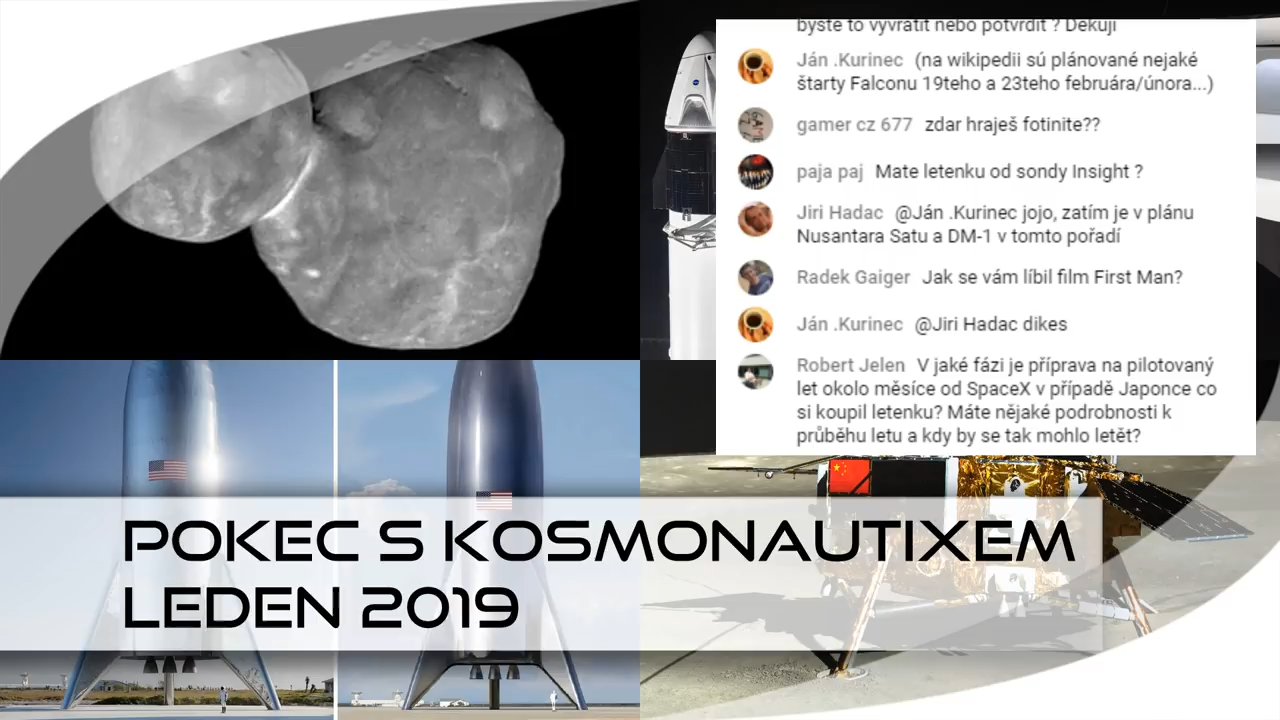 byste to vyvrátit nebo potvrdit ? Děkuji
Ján .Kurinec (na wikipedii sú plánované nejaké
štarty Falconu 19teho a 23teho februára/února...)
gamer cz 677 zdar hraješ fotinite??
paja paj Mate letenku od sondy Insight ?
Jiri Hadac @Ján .Kurinec jojo, zatím je v plánu
Nusantara Satu a DM-1 v tomto pořadí
Radek Gaiger Jak se vám líbil film First Man?
Ján .Kurinec @Jiri Hadac dikes
Robert Jelen V jaké fázi je příprava na pilotovaný
let okolo měsíce od SpaceX v případě Japonce co
si koupil letenku? Máte nějaké podrobnosti k
průběhu letu a kdy by se tak mohlo letět?
POKEC S KOSMONAUTIXEM
LEDEN 2019